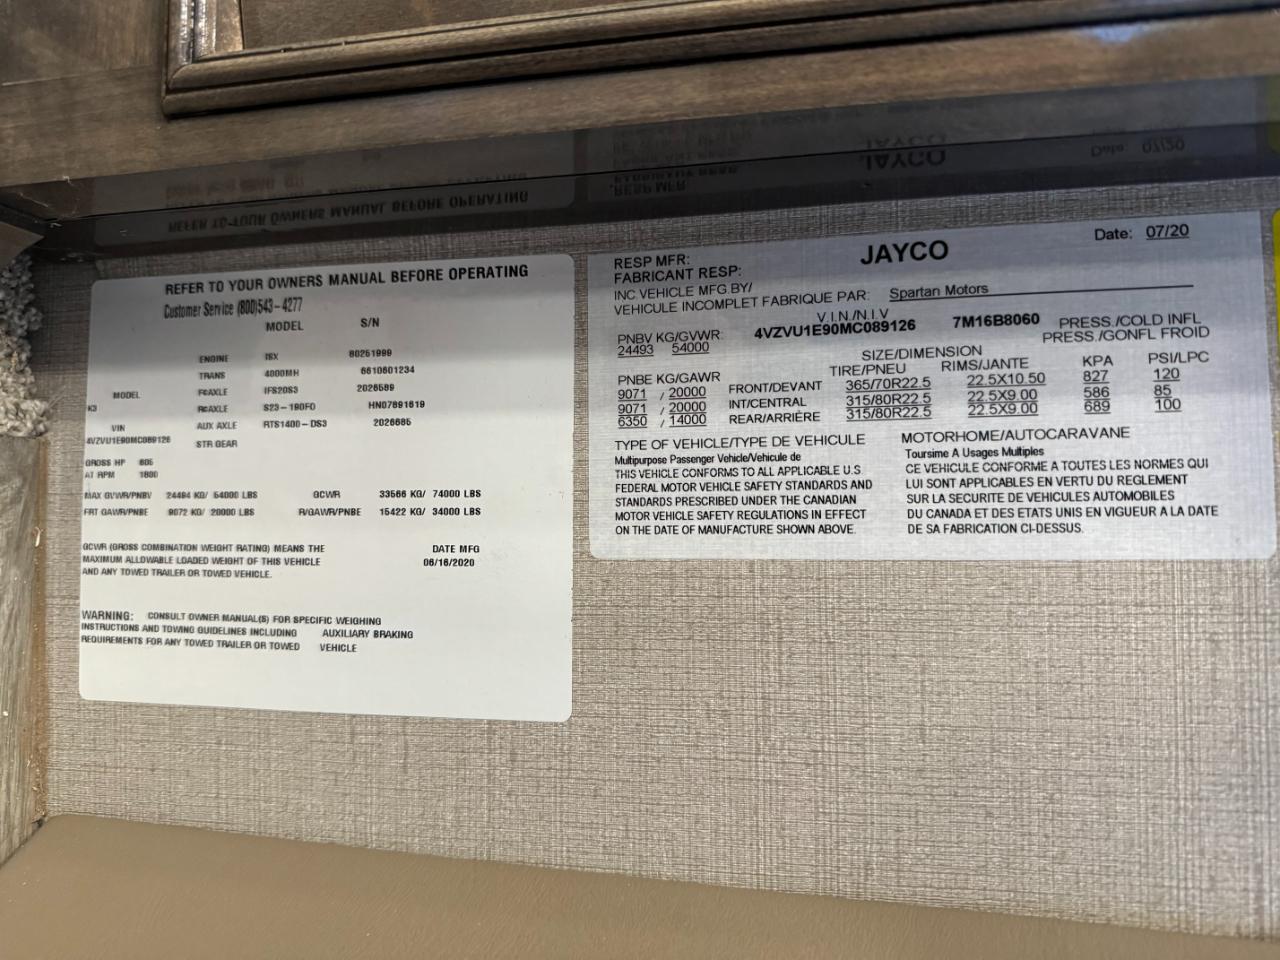 REFER TO YOUR OWNERS MANUAL BEFORE OPERATING
Customer Service (800)543-4277
MODEL S/N
ENGINE ISX 80251999
TRANS 4000MH 6610601234
MODEL F AXLE IFS20S3 2026589
K3 R AXLE S23-190FO HN07891619
VIN AUX AXLE RTS1400-DS3 2026685
4VZVU1E90MC089126 STR GEAR
GROSS HP 605
AT RPM 1800
MAX GVWR/PNBV 24494 KG/ 54000 LBS GCWR 33566 KG/ 74000 LBS
FRT GAWR/PNBE 9072 KG/ 20000 LBS R/GAWR/PNBE 15422 KG/ 34000 LBS
GCWR (GROSS COMBINATION WEIGHT RATING) MEANS THE DATE MFG
MAXIMUM ALLOWABLE LOADED WEIGHT OF THIS VEHICLE 06/16/2020
AND ANY TOWED TRAILER OR TOWED VEHICLE.
WARNING: CONSULT OWNER MANUAL(S) FOR SPECIFIC WEIGHING
INSTRUCTIONS AND TOWING GUIDELINES INCLUDING AUXILIARY BRAKING
REQUIREMENTS FOR ANY TOWED TRAILER OR TOWED VEHICLE
RESP MFR: JAYCO Date: 07/20
FABRICANT RESP:
INC.VEHICLE MFG.BY/
VEHICULE INCOMPLET FABRIQUE PAR: Spartan Motors
V.I.N./N.I.V
PNBV KG/GVWR: 4VZVU1E90MC089126 7M16B8060 PRESS./COLD INFL
24493 54000 PRESS./GONFL FROID
SIZE/DIMENSION
TIRE/PNEU RIMS/JANTE KPA PSI/LPC
PNBE KG/GAWR
9071 / 20000 FRONT/DEVANT 365/70R22.5 22.5X10.50 827 120
9071 / 20000 INT/CENTRAL 315/80R22.5 22.5X9.00 586 85
6350 / 14000 REAR/ARRIÈRE 315/80R22.5 22.5X9.00 689 100
TYPE OF VEHICLE/TYPE DE VEHICULE MOTORHOME/AUTOCARAVANE
Multipurpose Passenger Vehicle/Vehicule de Toursime A Usages Multiples
THIS VEHICLE CONFORMS TO ALL APPLICABLE U.S
FEDERAL MOTOR VEHICLE SAFETY STANDARDS AND
STANDARDS PRESCRIBED UNDER THE CANADIAN
MOTOR VEHICLE SAFETY REGULATIONS IN EFFECT
ON THE DATE OF MANUFACTURE SHOWN ABOVE.
CE VEHICULE CONFORME A TOUTES LES NORMES QUI
LUI SONT APPLICABLES EN VERTU DU REGLEMENT
SUR LA SECURITE DE VEHICULES AUTOMOBILES
DU CANADA ET DES ETATS UNIS EN VIGUEUR A LA DATE
DE SA FABRICATION CI-DESSUS.